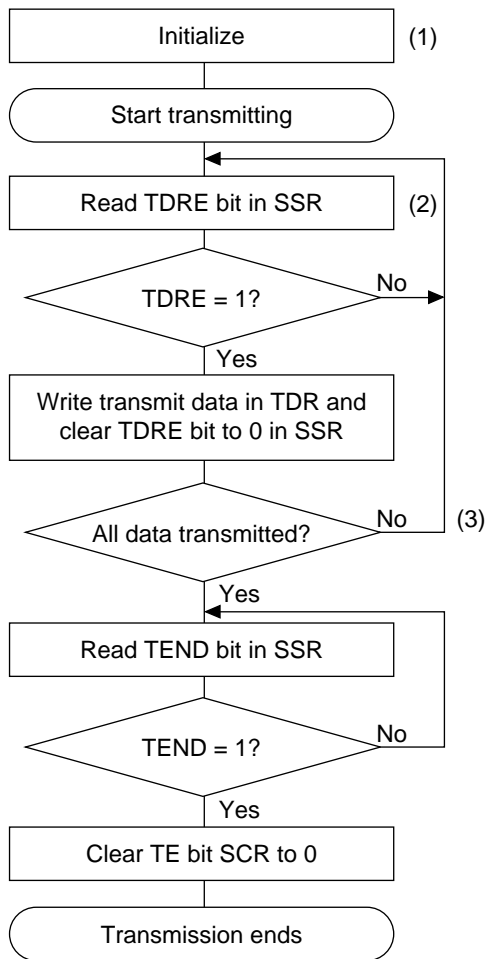 Initialize
(1)
Start transmitting
Read TDRE bit in SSR
(2)
TDRE = 1?
No
Yes
Write transmit data in TDR and
clear TDRE bit to 0 in SSR
All data transmitted?
No
(3)
Yes
Read TEND bit in SSR
TEND = 1?
No
Yes
Clear TE bit SCR to 0
Transmission ends